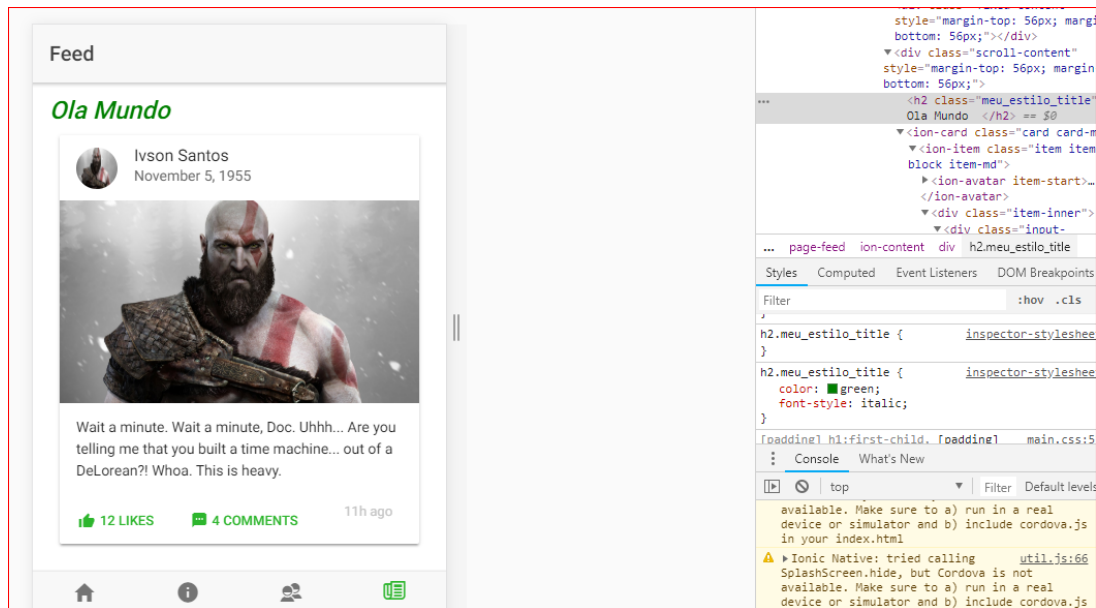 Feed
Ola Mundo
Ivson Santos
November 5, 1955
Wait a minute. Wait a minute, Doc. Uhhh... Are you
telling me that you built a time machine... out of a
DeLorean?! Whoa. This is heavy.
12 LIKES
4 COMMENTS
11h ago
style="margin-top: 56px; margi
bottom: 56px;"></div>
▼<div class="scroll-content"
style="margin-top: 56px; margin
bottom: 56px;">
... <h2 class="meu_estilo_title"
Ola Mundo </h2> == $0
▼<ion-card class="card card-m
▼<ion-item class="item item
block item-md">
▶<ion-avatar item-start>…
</ion-avatar>
▼<div class="item-inner">
▼<div class="input-
... page-feed ion-content div h2.meu_estilo_title
Styles Computed Event Listeners DOM Breakpoints
Filter :hov .cls
}
h2.meu_estilo_title { inspector-styleshee
}
h2.meu_estilo_title { inspector-styleshee
color: green;
font-style: italic;
}
[padding] h1:first-child, [padding] main.css:5
Console What's New
top ▼ Filter Default levels
available. Make sure to a) run in a real
device or simulator and b) include cordova.js
in your index.html
▶Ionic Native: tried calling util.js:66
SplashScreen.hide, but Cordova is not
available. Make sure to a) run in a real
device or simulator and b) include cordova.js